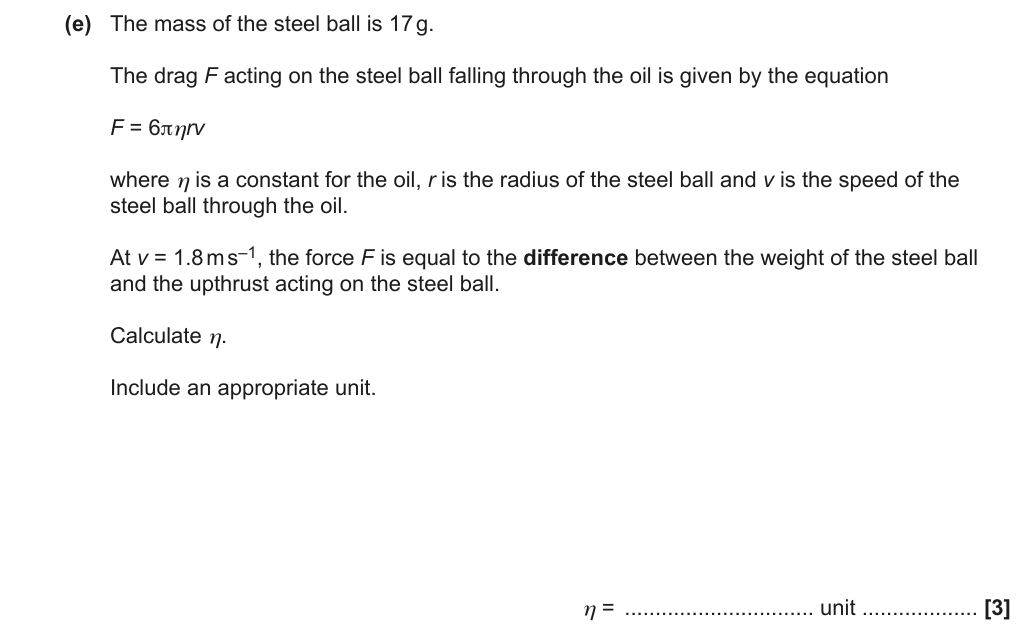 (e) The mass of the steel ball is 17 g.
The drag F acting on the steel ball falling through the oil is given by the equation
F = 6πηrv
where η is a constant for the oil, r is the radius of the steel ball and v is the speed of the
steel ball through the oil.
At v = 1.8 m s⁻¹, the force F is equal to the difference between the weight of the steel ball
and the upthrust acting on the steel ball.
Calculate η.
Include an appropriate unit.
η = ............................... unit ................... [3]